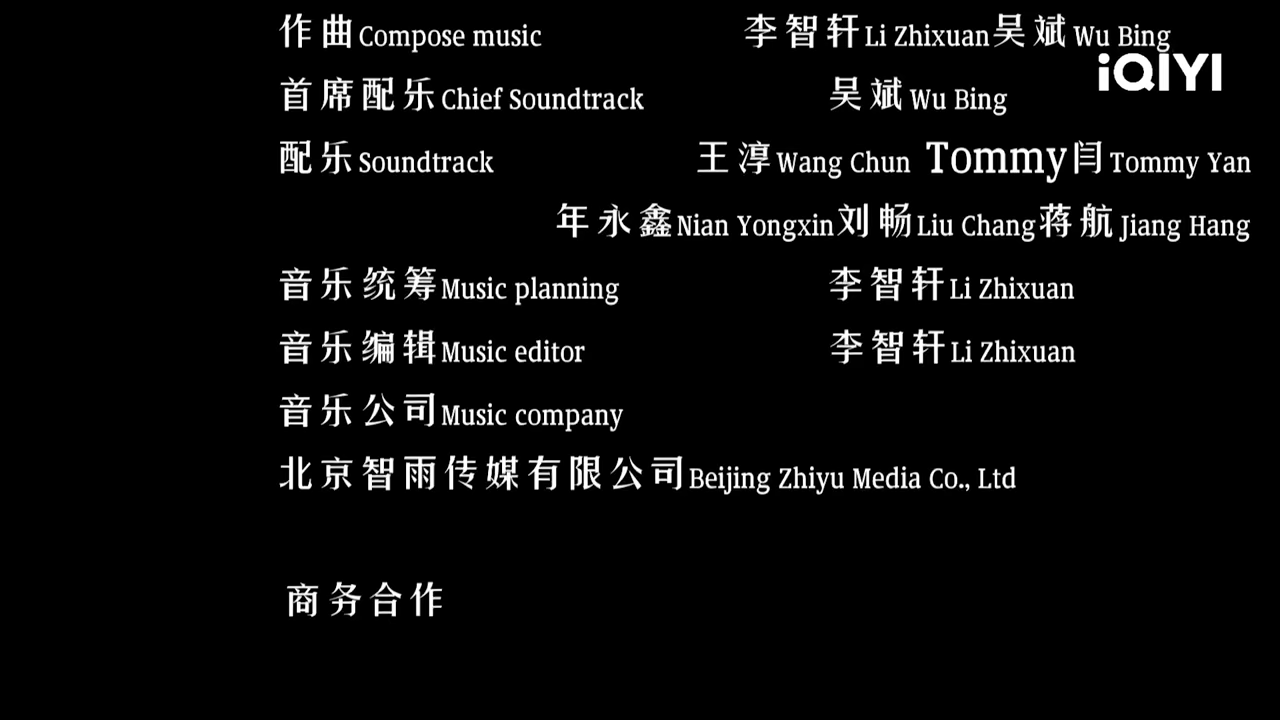 作曲Compose music 李智轩Li Zhixuan吴斌Wu Bing
iQIYI
首席配乐Chief Soundtrack 吴斌Wu Bing
配乐Soundtrack 王淳Wang Chun Tommy闫Tommy Yan
年永鑫Nian Yongxin刘畅Liu Chang蒋航Jiang Hang
音乐统筹Music planning 李智轩Li Zhixuan
音乐编辑Music editor 李智轩Li Zhixuan
音乐公司Music company
北京智雨传媒有限公司Beijing Zhiyu Media Co., Ltd
商务合作